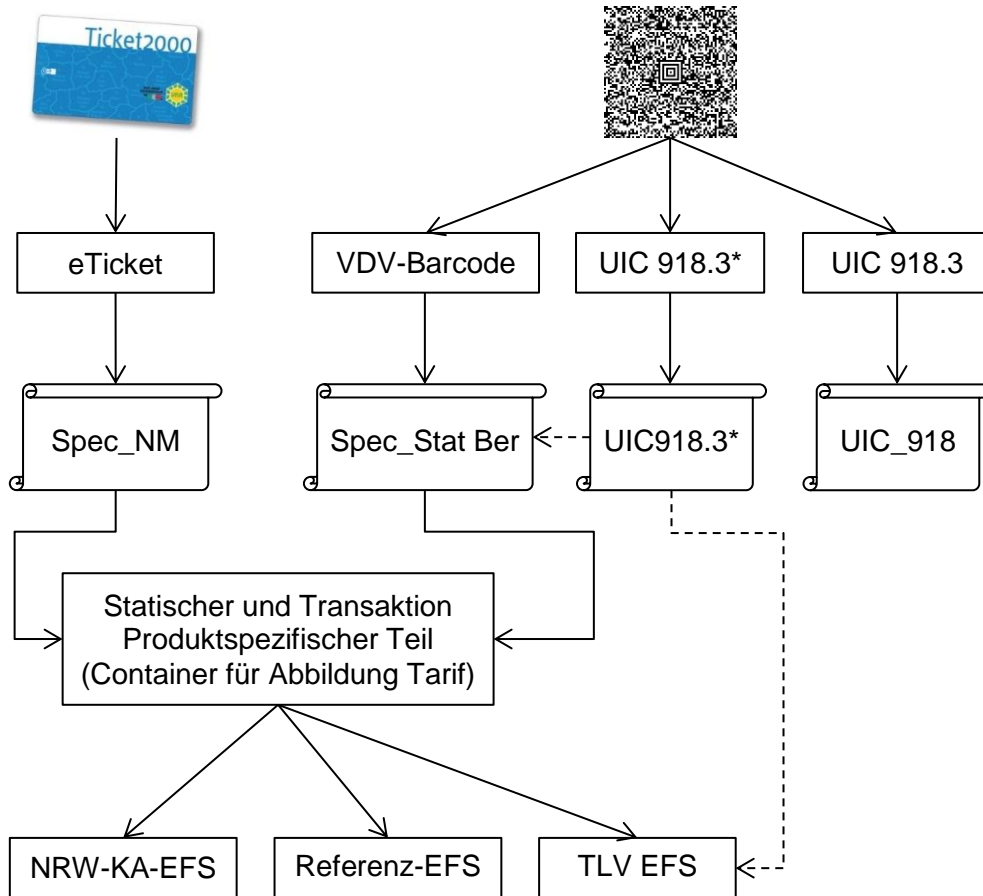 Ticket2000
eTicket
VDV-Barcode
UIC 918.3*
UIC 918.3
Spec_NM
Spec_Stat Ber
UIC918.3*
UIC_918
Statischer und Transaktion
Produktspezifischer Teil
(Container für Abbildung Tarif)
NRW-KA-EFS
Referenz-EFS
TLV EFS